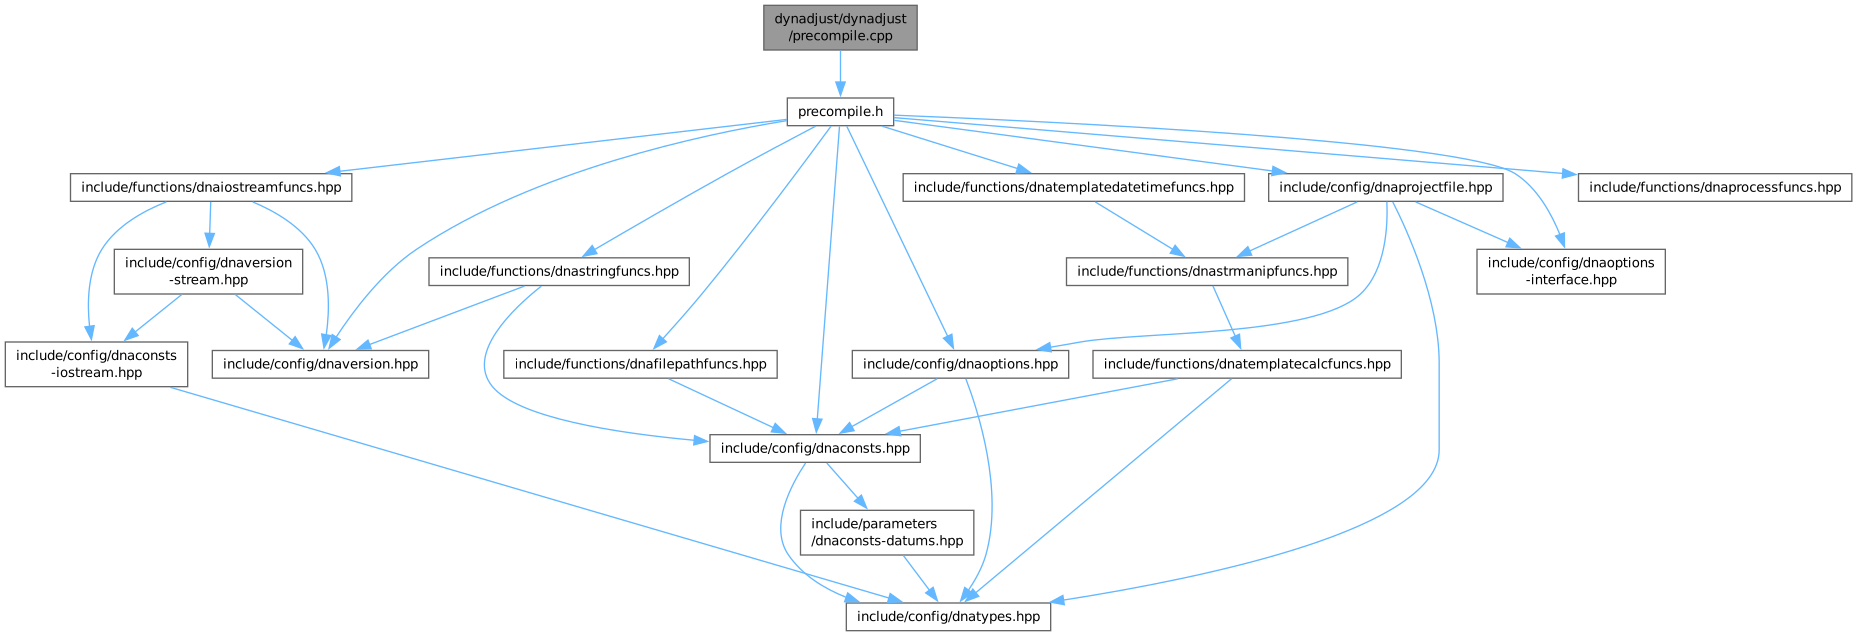 dynadjust/dynadjust
/precompile.cpp
precompile.h
include/functions/dnaiostreamfuncs.hpp
include/functions/dnatemplatedatetimefuncs.hpp
include/config/dnaprojectfile.hpp
include/functions/dnaprocessfuncs.hpp
include/config/dnaversion
-stream.hpp
include/functions/dnastringfuncs.hpp
include/functions/dnastrmanipfuncs.hpp
include/config/dnaoptions
-interface.hpp
include/config/dnaconsts
-iostream.hpp
include/config/dnaversion.hpp
include/functions/dnafilepathfuncs.hpp
include/config/dnaoptions.hpp
include/functions/dnatemplatecalcfuncs.hpp
include/config/dnaconsts.hpp
include/parameters
/dnaconsts-datums.hpp
include/config/dnatypes.hpp